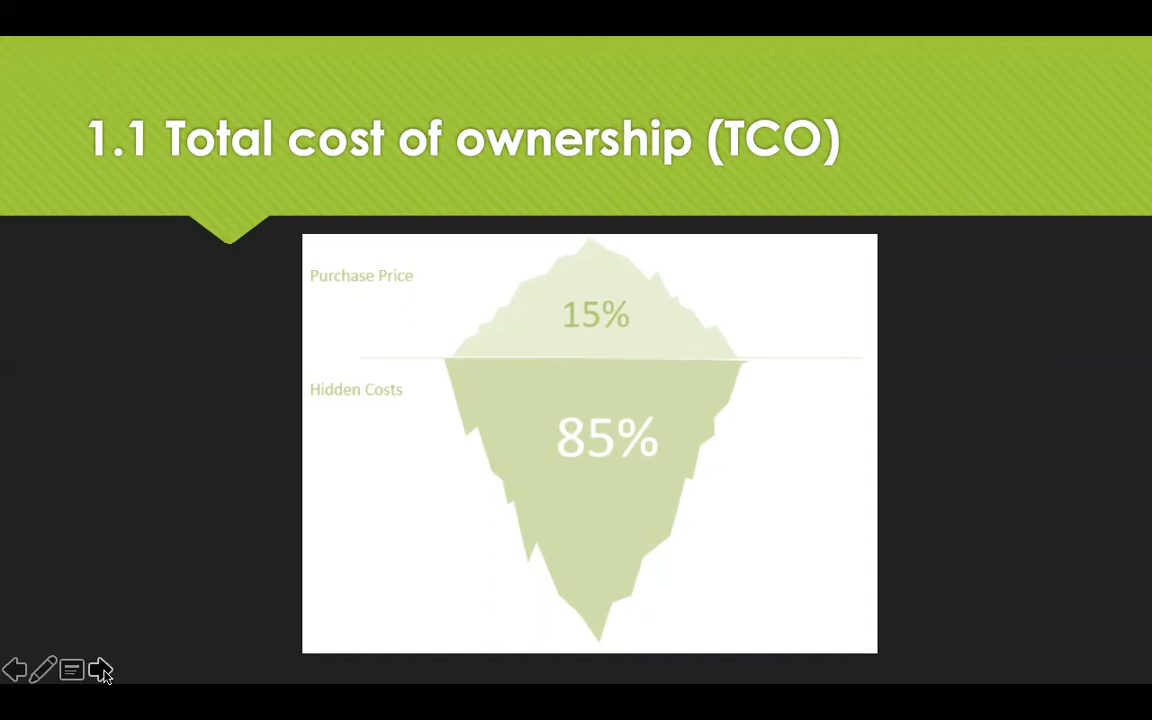 1.1 Total cost of ownership (TCO)
Purchase Price
15%
Hidden Costs
85%